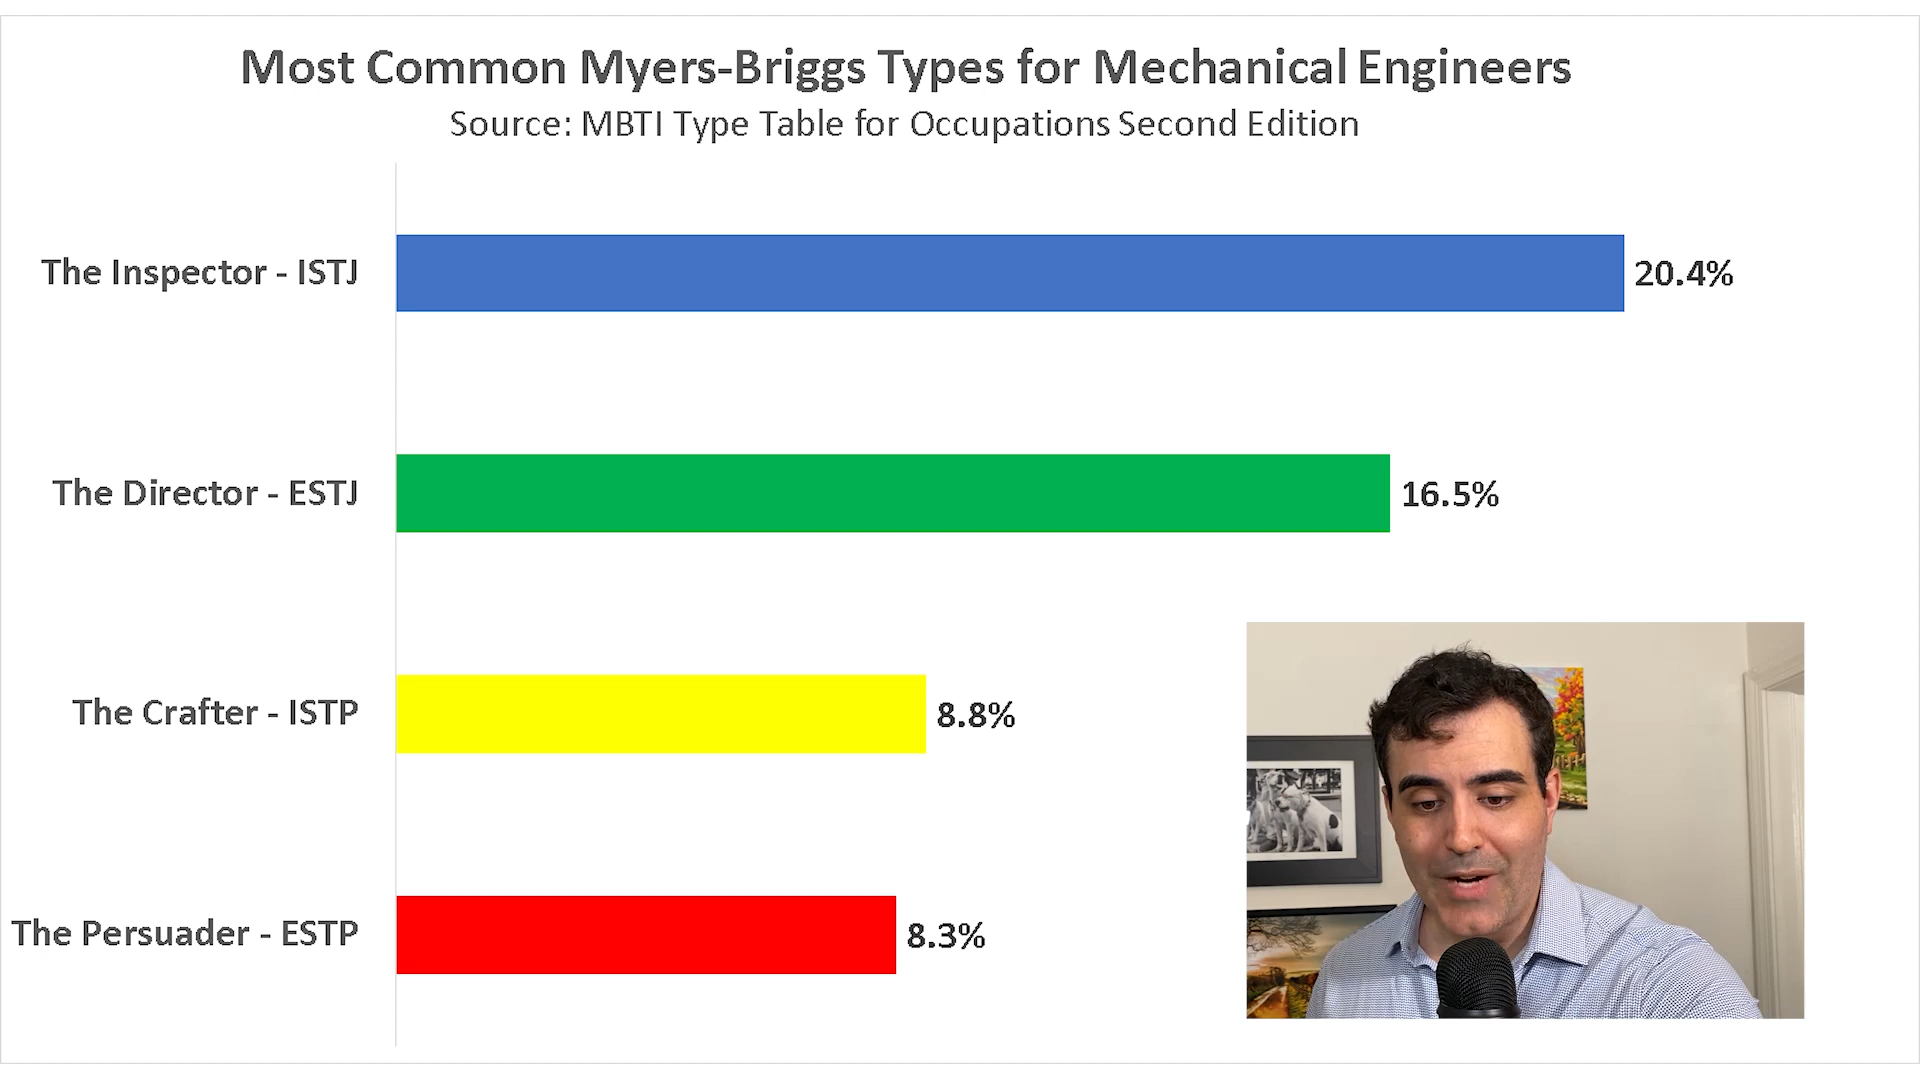 Most Common Myers-Briggs Types for Mechanical Engineers
Source: MBTI Type Table for Occupations Second Edition
The Inspector - ISTJ
20.4%
The Director - ESTJ
16.5%
The Crafter - ISTP
8.8%
The Persuader - ESTP
8.3%